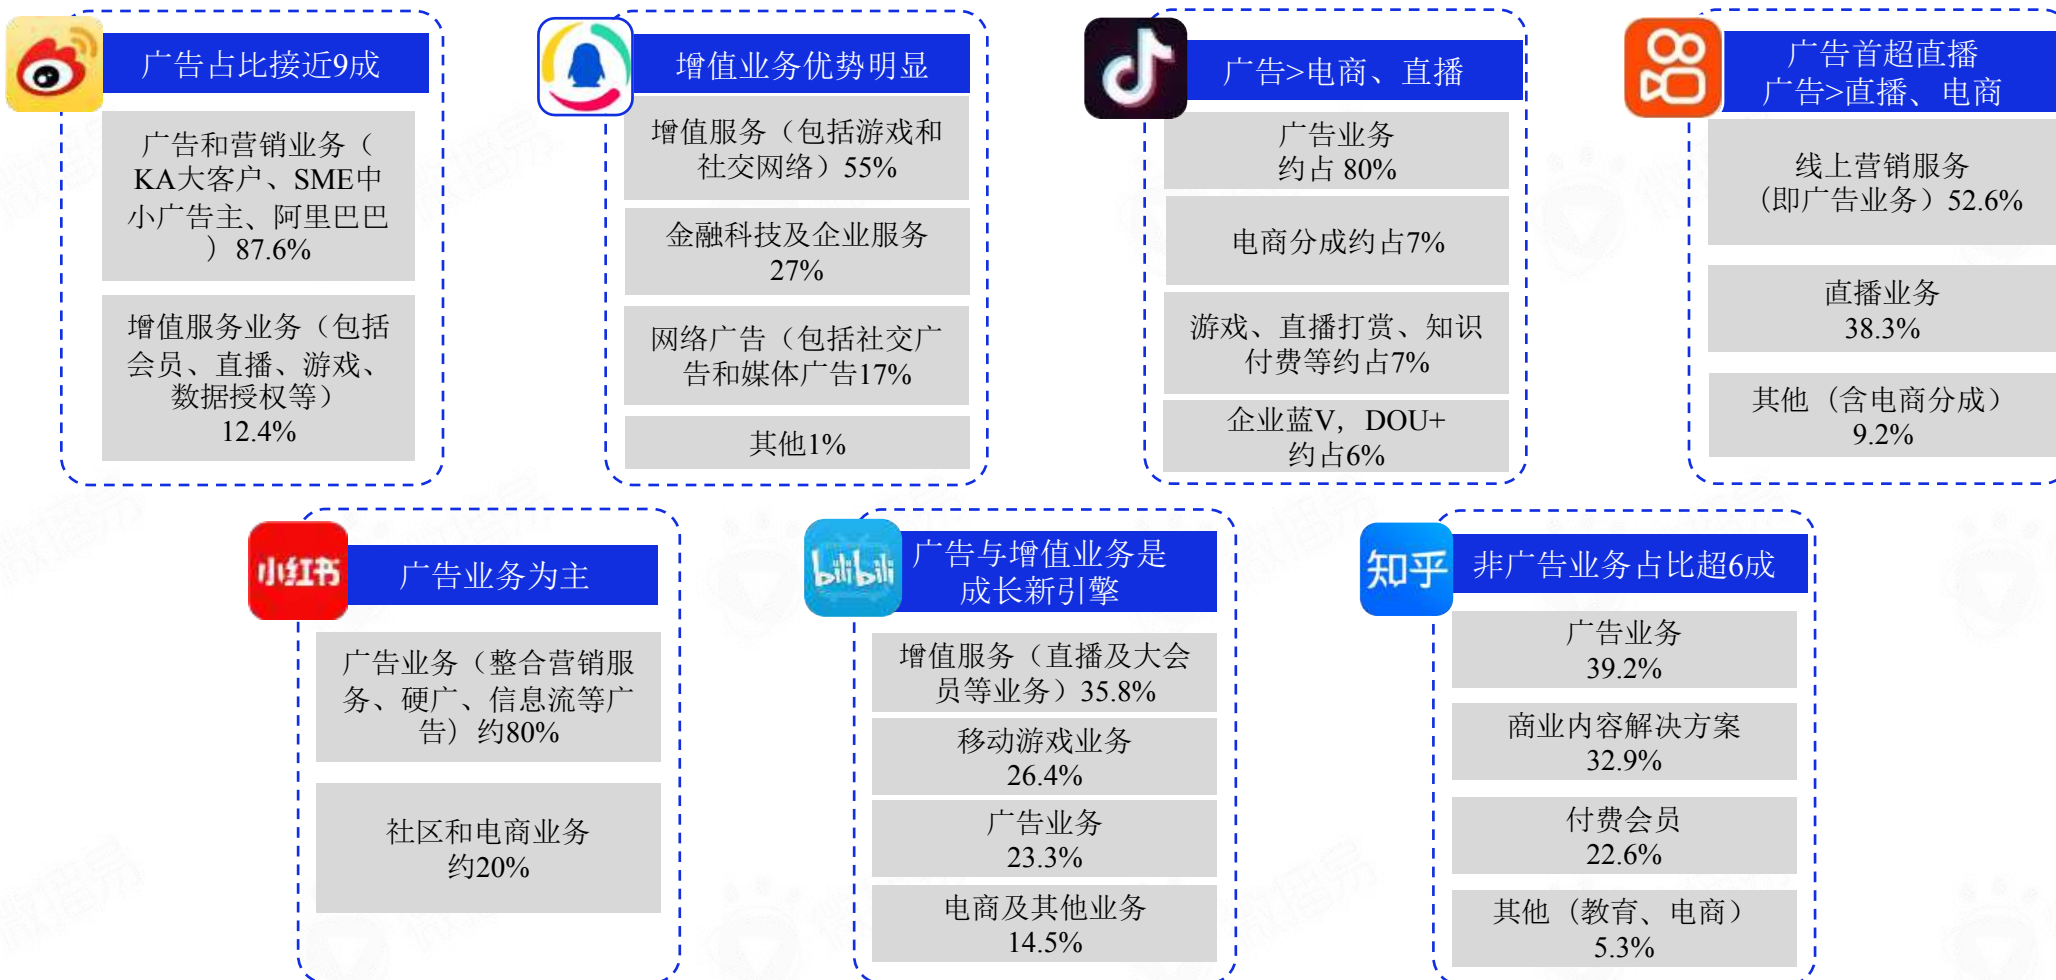 广告占比接近9成
广告和营销业务（
KA大客户、SME中
小广告主、阿里巴巴
）87.6%
增值服务业务（包括
会员、直播、游戏、
数据授权等）
12.4%
增值业务优势明显
增值服务（包括游戏和
社交网络）55%
金融科技及企业服务
27%
网络广告（包括社交广
告和媒体广告17%
其他1%
广告>电商、直播
广告业务
约占 80%
电商分成约占7%
游戏、直播打赏、知识
付费等约占7%
企业蓝V，DOU+
约占6%
广告首超直播
广告>直播、电商
线上营销服务
（即广告业务）52.6%
直播业务
38.3%
其他（含电商分成）
9.2%
小红书
广告业务为主
广告业务（整合营销服
务、硬广、信息流等广
告）约80%
社区和电商业务
约20%
bilibili
广告与增值业务是
成长新引擎
增值服务（直播及大会
员等业务）35.8%
移动游戏业务
26.4%
广告业务
23.3%
电商及其他业务
14.5%
知乎
非广告业务占比超6成
广告业务
39.2%
商业内容解决方案
32.9%
付费会员
22.6%
其他（教育、电商）
5.3%
微播易